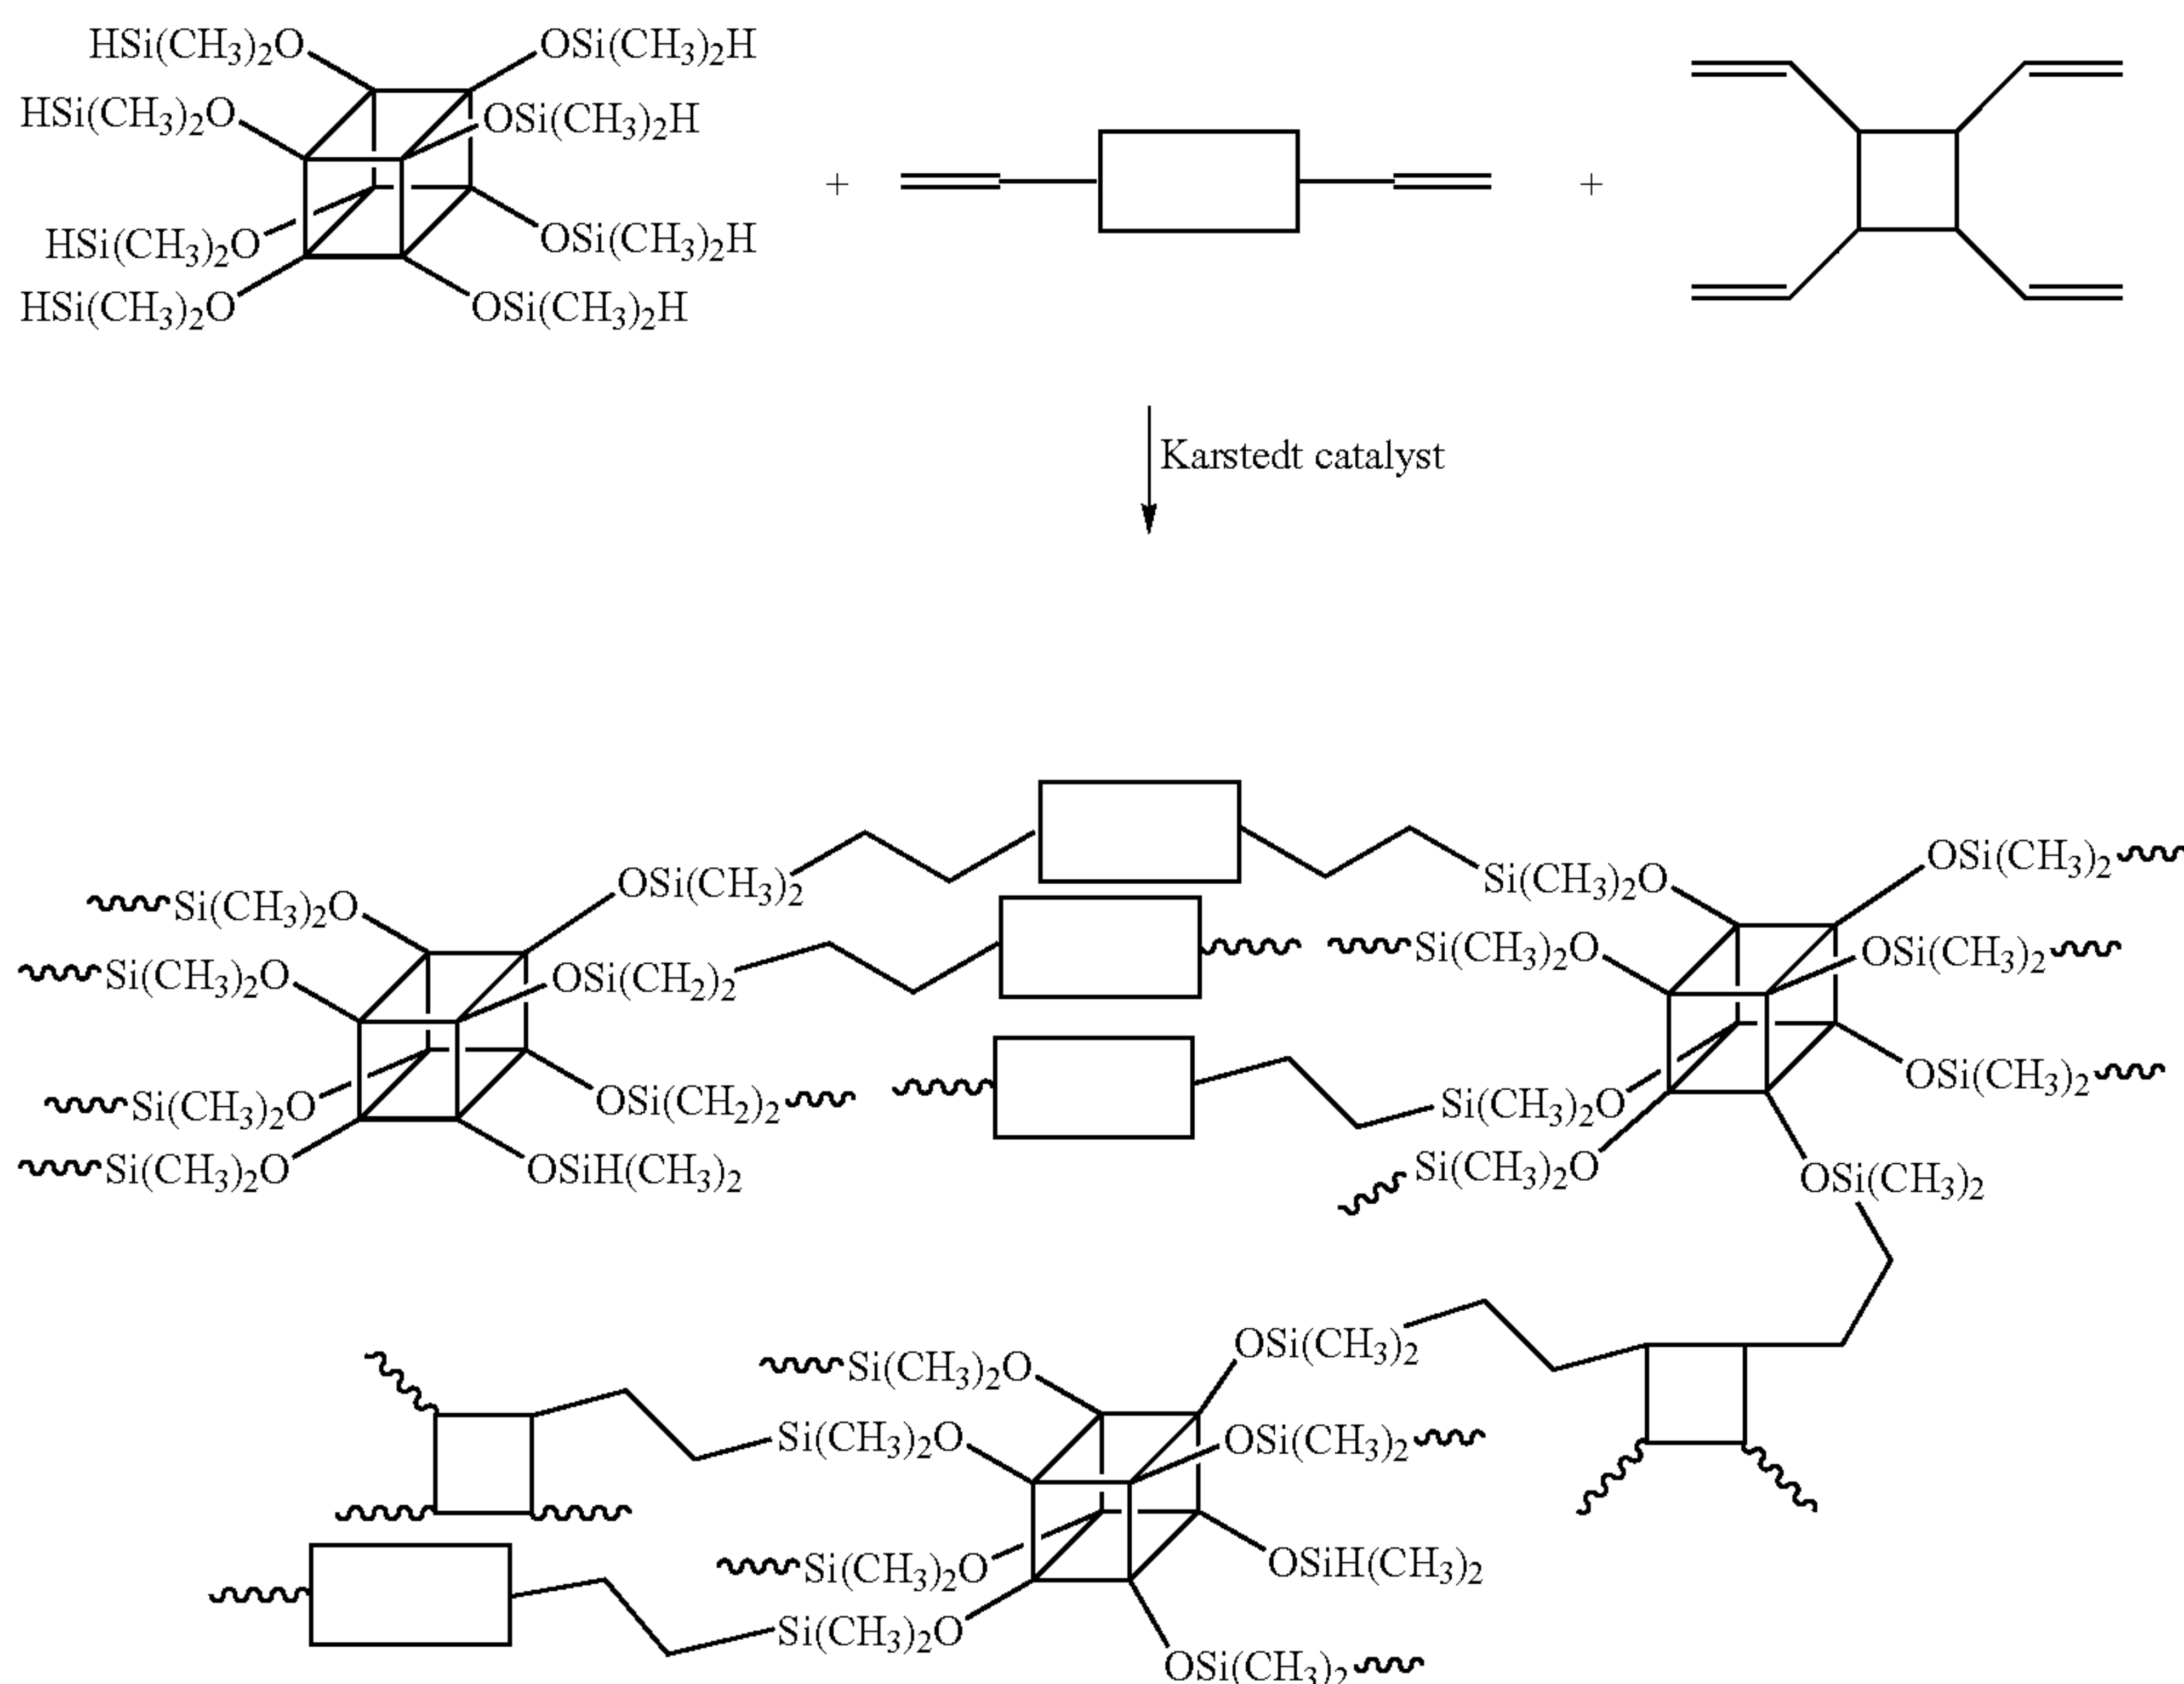 HSi(CH₃)₂O OSi(CH₃)₂H
HSi(CH₃)₂O OSi(CH₃)₂H
+ +
HSi(CH₃)₂O OSi(CH₃)₂H
HSi(CH₃)₂O OSi(CH₃)₂H
Karstedt catalyst
OSi(CH₃)₂ Si(CH₃)₂O OSi(CH₃)₂
Si(CH₃)₂O
Si(CH₃)₂O OSi(CH₂)₂ Si(CH₃)₂O OSi(CH₃)₂
Si(CH₃)₂O OSi(CH₂)₂ Si(CH₃)₂O OSi(CH₃)₂
Si(CH₃)₂O OSiH(CH₃)₂ Si(CH₃)₂O OSi(CH₃)₂
Si(CH₃)₂O OSi(CH₃)₂
Si(CH₃)₂O OSi(CH₃)₂
Si(CH₃)₂O OSiH(CH₃)₂
Si(CH₃)₂O
OSi(CH₃)₂